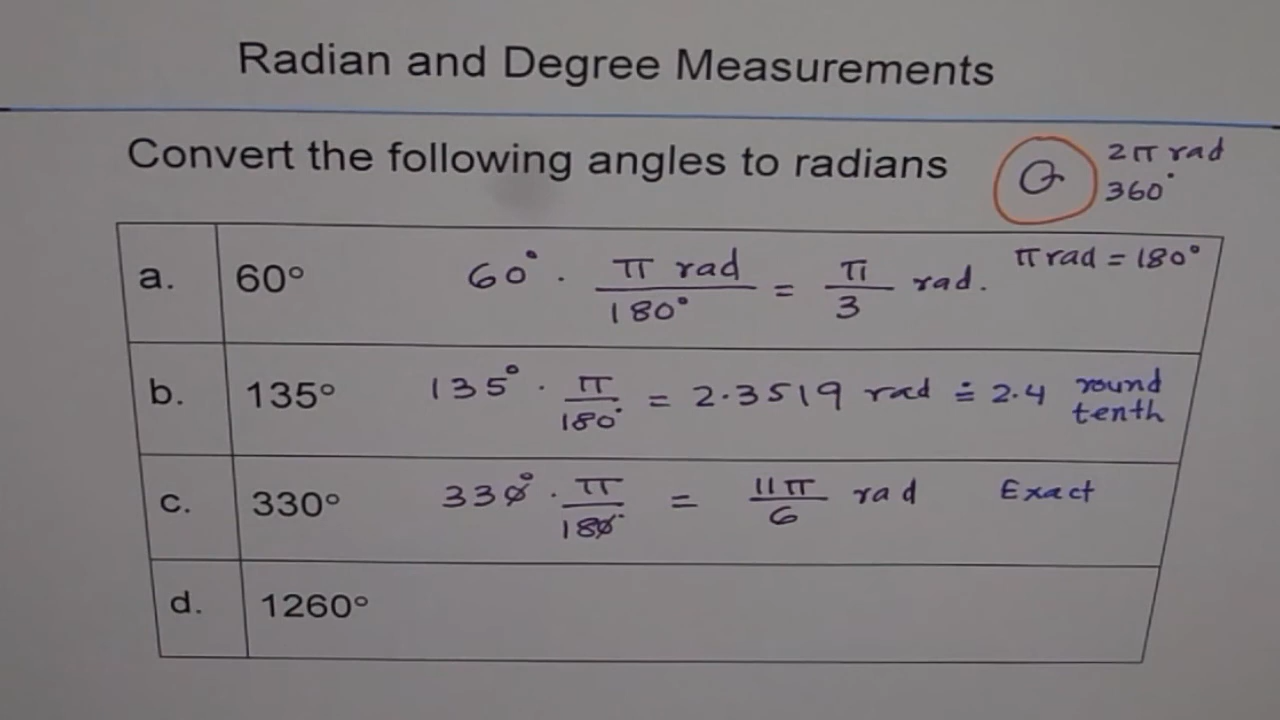 Radian and Degree Measurements
Convert the following angles to radians
2π rad
360°
a. 60° 60° · π rad / 180° = π / 3 rad. π rad = 180°
b. 135° 135° · π / 180° = 2.3519 rad ≐ 2.4 round tenth
c. 330° 330° · π / 180° = 11π / 6 rad Exact
d. 1260°